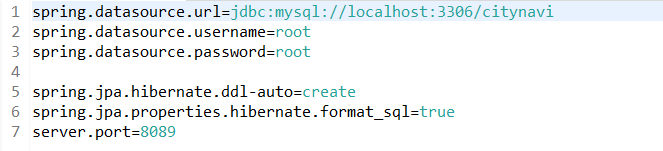 1 spring.datasource.url=jdbc:mysql://localhost:3306/citynavi
2 spring.datasource.username=root
3 spring.datasource.password=root
4
5 spring.jpa.hibernate.ddl-auto=create
6 spring.jpa.properties.hibernate.format_sql=true
7 server.port=8089